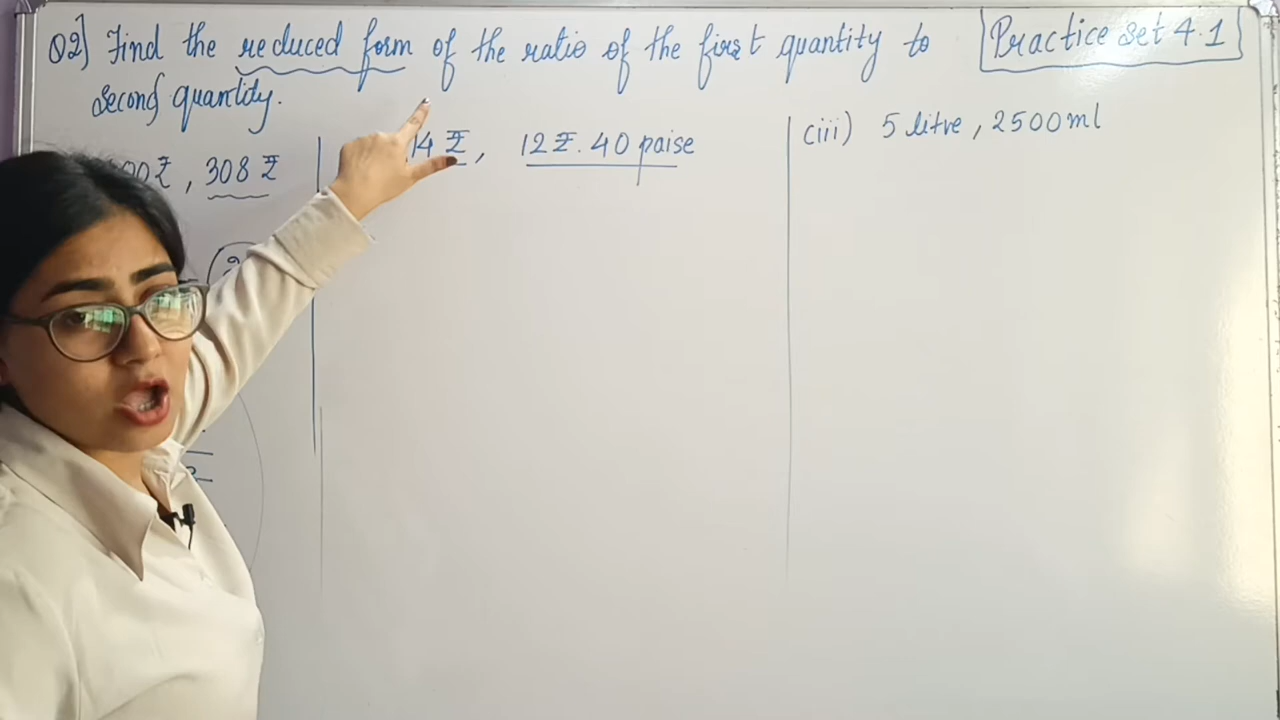 Q2] Find the reduced form of the ratio of the first quantity to
second quantity.
Practice Set 4.1
308 ₹
14 ₹, 12 ₹. 40 paise
(iii) 5 litre, 2500 ml